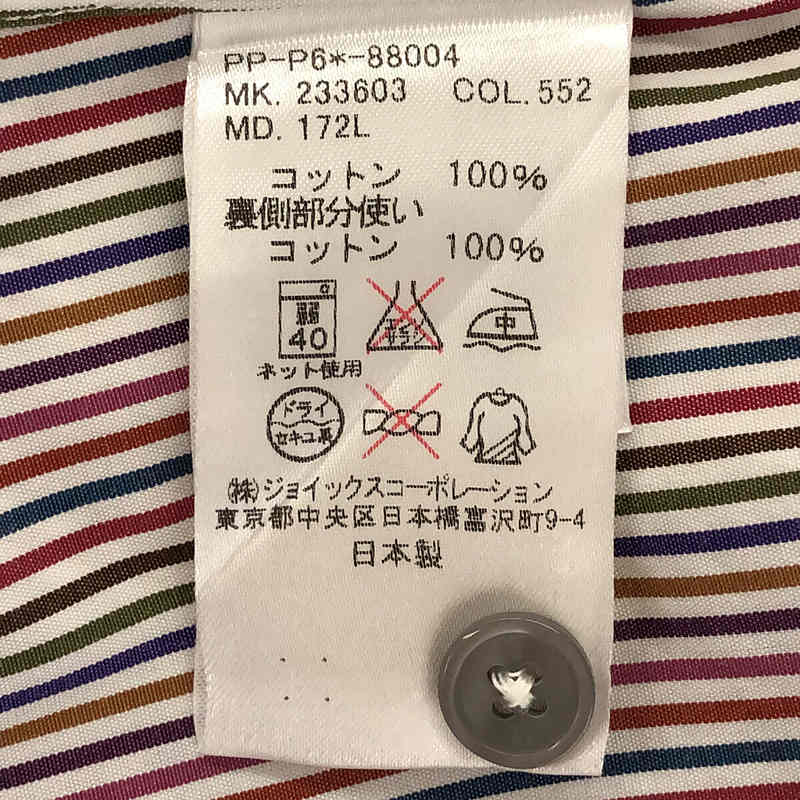 PP-P6*-88004
MK. 233603 COL. 552
MD. 172L
コットン 100%
裏側部分使い
コットン 100%
弱
40
エンソ
サラシ
中
ネット使用
ドライ
セキユ系
(株)ジョイックスコーポレーション
東京都中央区日本橋富沢町9-4
日本製